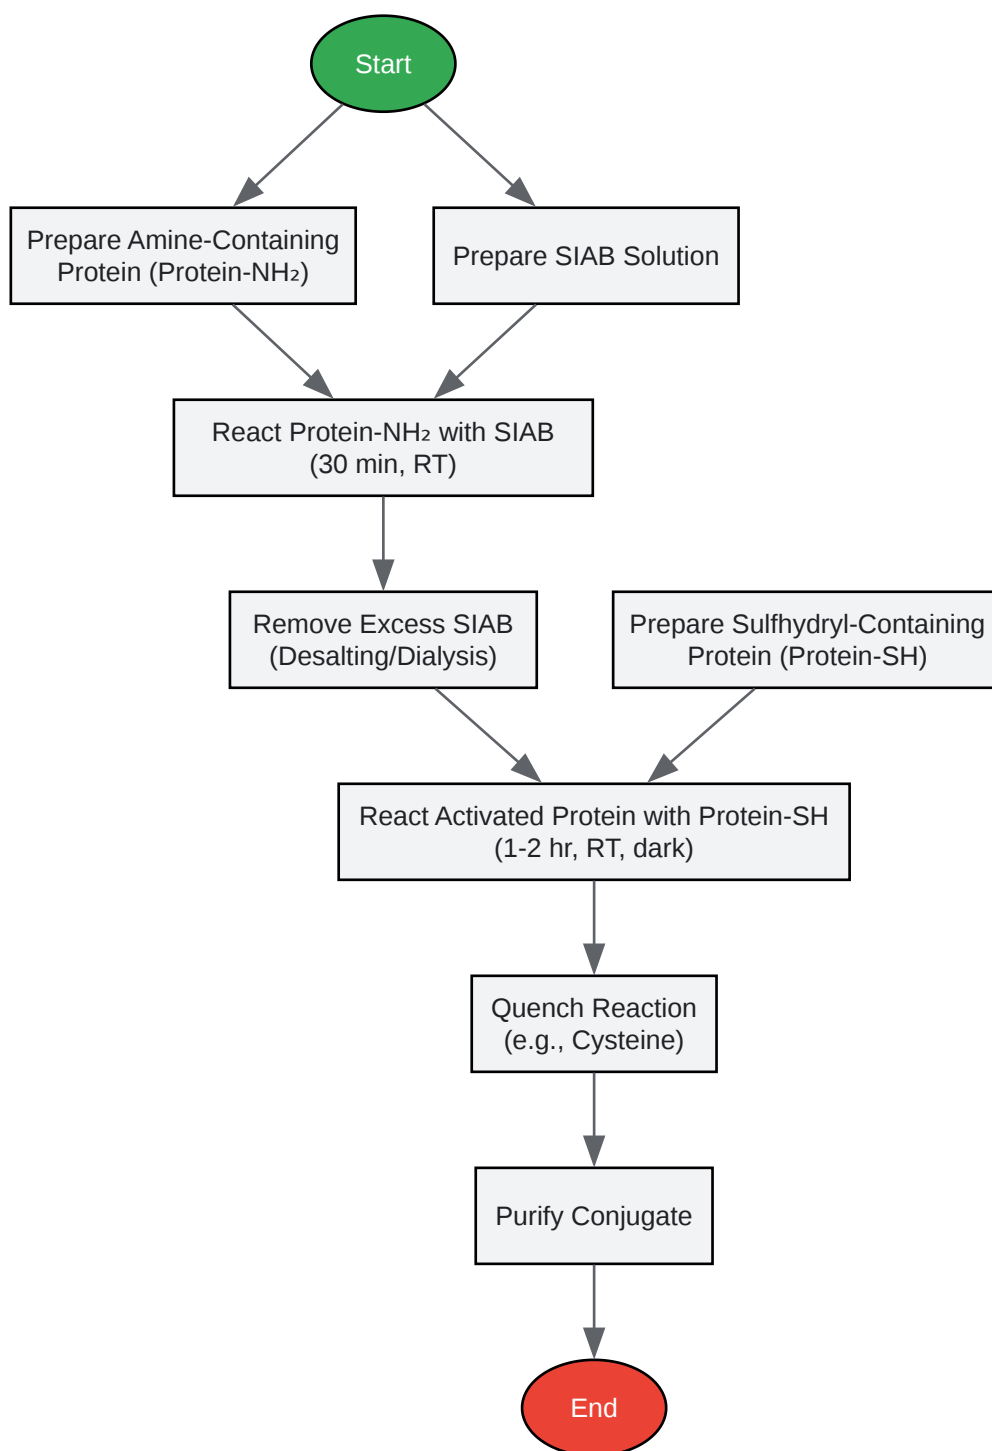 Start
Prepare Amine-Containing
Protein (Protein-NH₂)
Prepare SIAB Solution
React Protein-NH₂ with SIAB
(30 min, RT)
Remove Excess SIAB
(Desalting/Dialysis)
Prepare Sulfhydryl-Containing
Protein (Protein-SH)
React Activated Protein with Protein-SH
(1-2 hr, RT, dark)
Quench Reaction
(e.g., Cysteine)
Purify Conjugate
End